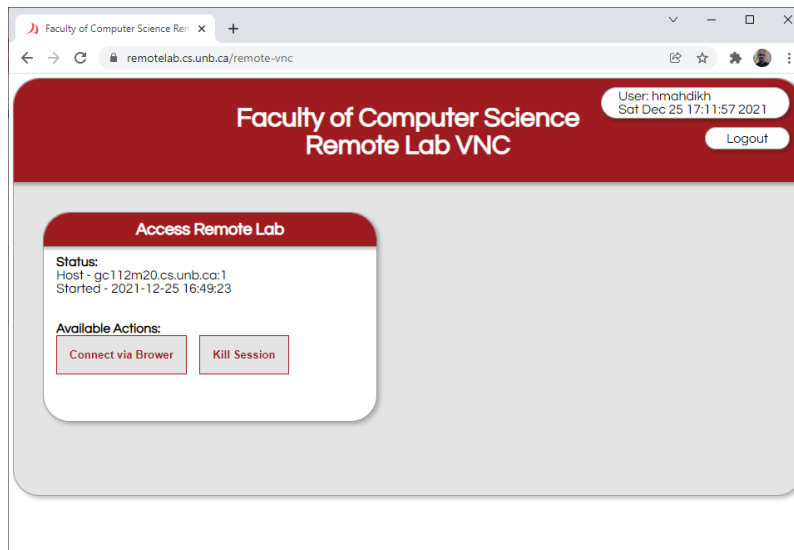 Faculty of Computer Science Rem
remotelab.cs.unb.ca/remote-vnc
Faculty of Computer Science
Remote Lab VNC
User: hmahdikh
Sat Dec 25 17:11:57 2021
Logout
Access Remote Lab
Status:
Host - gc112m20.cs.unb.ca:1
Started - 2021-12-25 16:49:23
Available Actions:
Connect via Brower
Kill Session